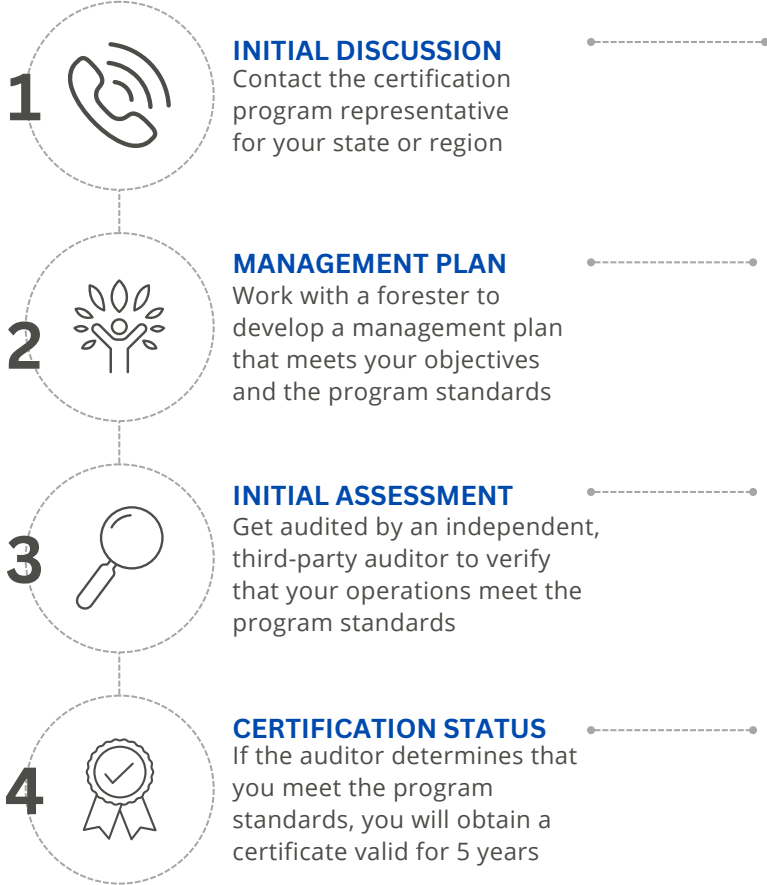 1
INITIAL DISCUSSION
Contact the certification
program representative
for your state or region
2
MANAGEMENT PLAN
Work with a forester to
develop a management plan
that meets your objectives
and the program standards
3
INITIAL ASSESSMENT
Get audited by an independent,
third-party auditor to verify
that your operations meet the
program standards
4
CERTIFICATION STATUS
If the auditor determines that
you meet the program
standards, you will obtain a
certificate valid for 5 years